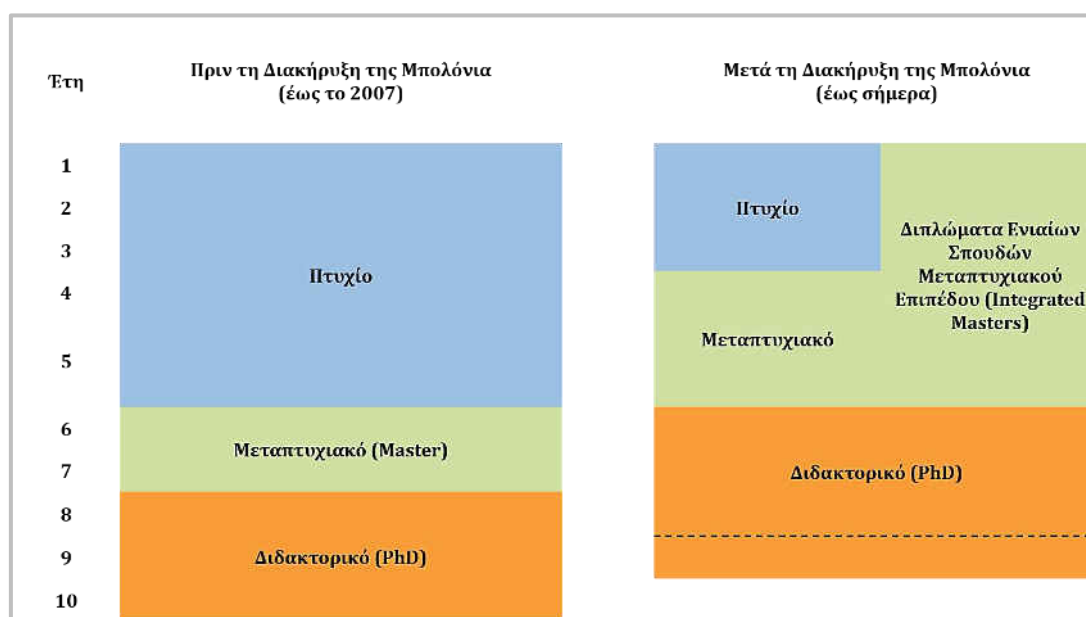 Έτη
Πριν τη Διακήρυξη της Μπολόνια
(έως το 2007)
Μετά τη Διακήρυξη της Μπολόνια
(έως σήμερα)
1
2
3
4
5
6
7
8
9
10
Πτυχίο
Μεταπτυχιακό (Master)
Διδακτορικό (PhD)
Πτυχίο
Μεταπτυχιακό
Διπλώματα Ενιαίων
Σπουδών
Μεταπτυχιακού
Επιπέδου (Integrated
Masters)
Διδακτορικό (PhD)